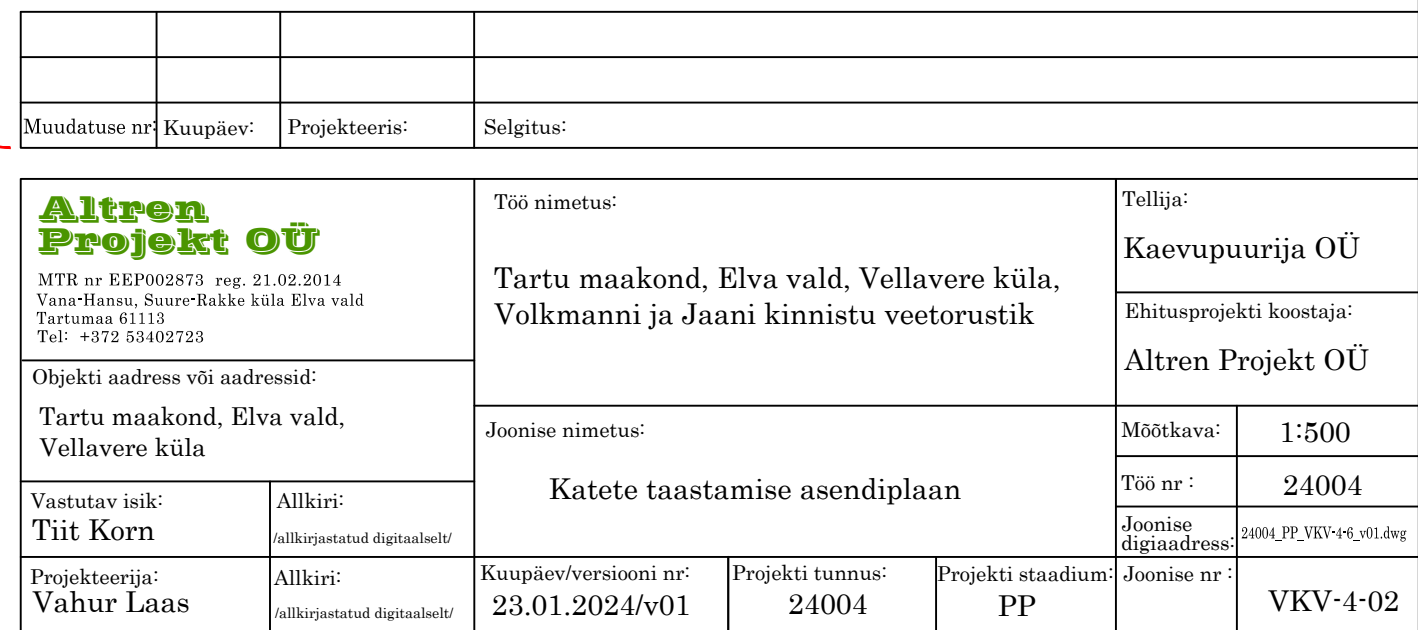 Muudatuse nr: Kuupäev: Projekteeris: Selgitus:
Altren
Projekt OÜ
MTR nr EEP002873 reg. 21.02.2014
Vana-Hansu, Suure-Rakke küla Elva vald
Tartumaa 61113
Tel: +372 53402723
Töö nimetus:
Tartu maakond, Elva vald, Vellavere küla,
Volkmanni ja Jaani kinnistu veetorustik
Tellija:
Kaevupuurija OÜ
Ehitusprojekti koostaja:
Altren Projekt OÜ
Objekti aadress või aadressid:
Tartu maakond, Elva vald,
Vellavere küla
Joonise nimetus:
Katete taastamise asendiplaan
Mõõtkava: 1:500
Töö nr : 24004
Joonise
digiaadress: 24004_PP_VKV-4-6_v01.dwg
Vastutav isik: Allkiri:
Tiit Korn /allkirjastatud digitaalselt/
Projekteerija: Allkiri:
Vahur Laas /allkirjastatud digitaalselt/
Kuupäev/versiooni nr: Projekti tunnus: Projekti staadium: Joonise nr :
23.01.2024/v01 24004 PP VKV-4-02